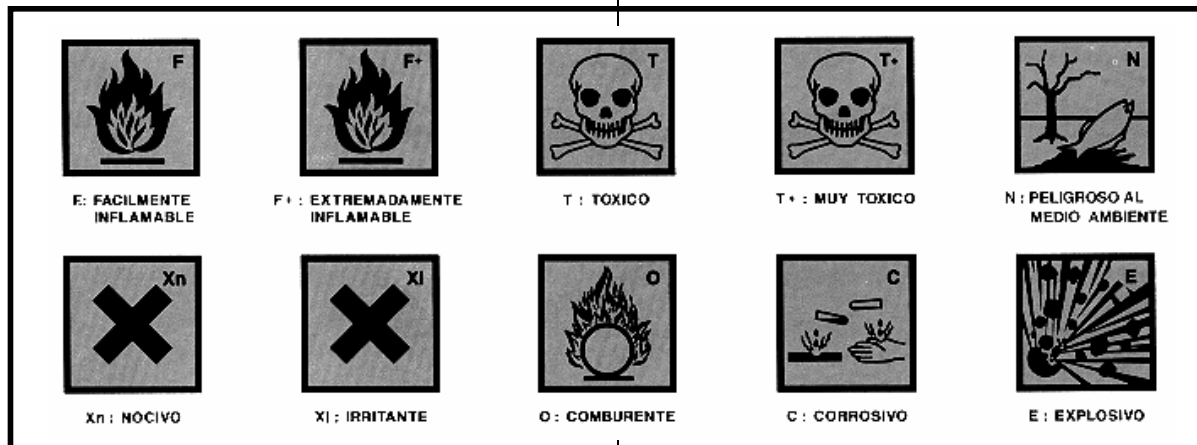 F
F+
T
T+
N
F: FACILMENTE
INFLAMABLE
F+ : EXTREMADAMENTE
INFLAMABLE
T : TOXICO
T+ : MUY TOXICO
N : PELIGROSO AL
MEDIO AMBIENTE
Xn
XI
O
C
E
Xn : NOCIVO
XI : IRRITANTE
O : COMBURENTE
C : CORROSIVO
E : EXPLOSIVO